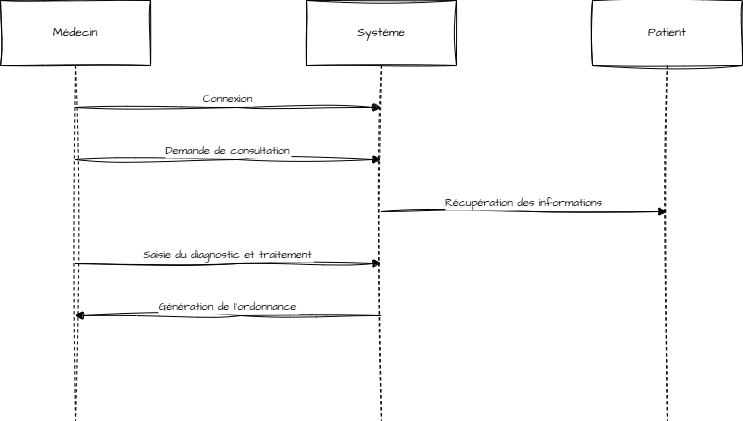 Médecin
Système
Patient
Connexion
Demande de consultation
Récupération des informations
Saisie du diagnostic et traitement
Génération de l'ordonnance